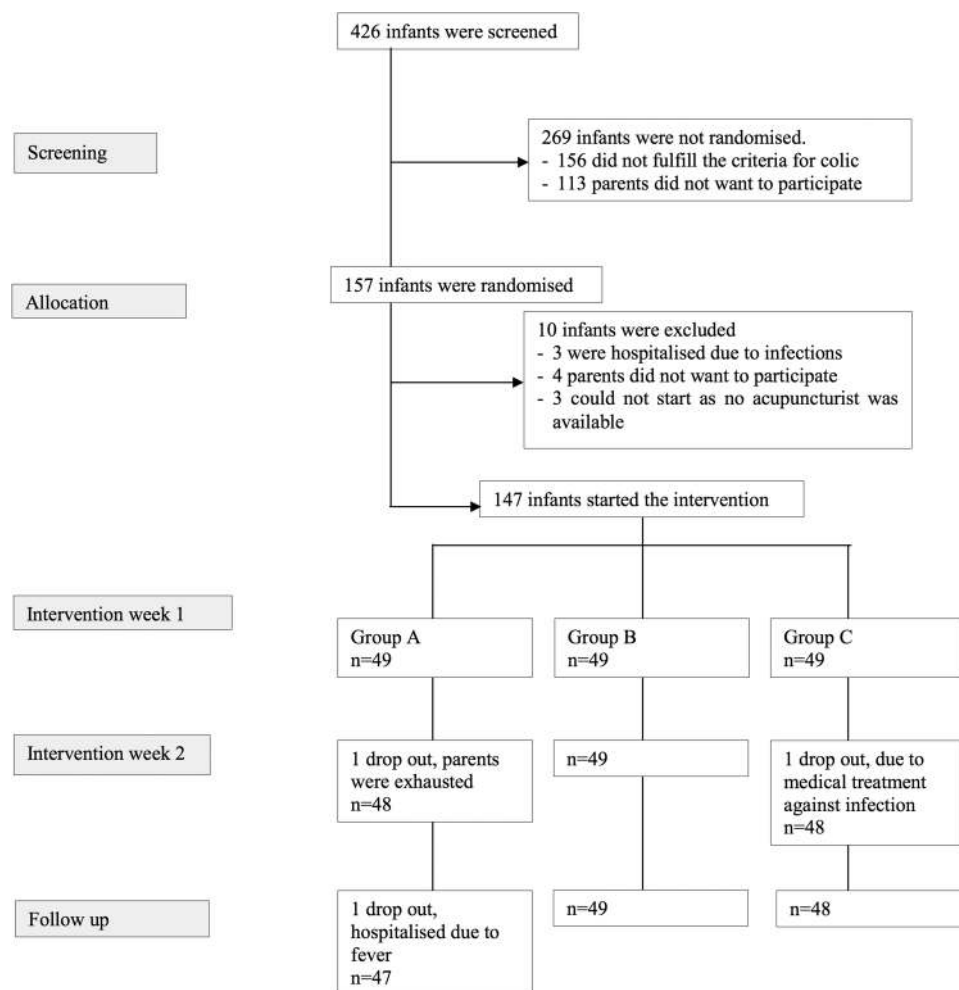 426 infants were screened
Screening
269 infants were not randomised.
- 156 did not fulfill the criteria for colic
- 113 parents did not want to participate
Allocation
157 infants were randomised
10 infants were excluded
- 3 were hospitalised due to infections
- 4 parents did not want to participate
- 3 could not start as no acupuncturist was
available
147 infants started the intervention
Intervention week 1
Group A
n=49
Group B
n=49
Group C
n=49
Intervention week 2
1 drop out, parents
were exhausted
n=48
n=49
1 drop out, due to
medical treatment
against infection
n=48
Follow up
1 drop out,
hospitalised due to
fever
n=47
n=49
n=48